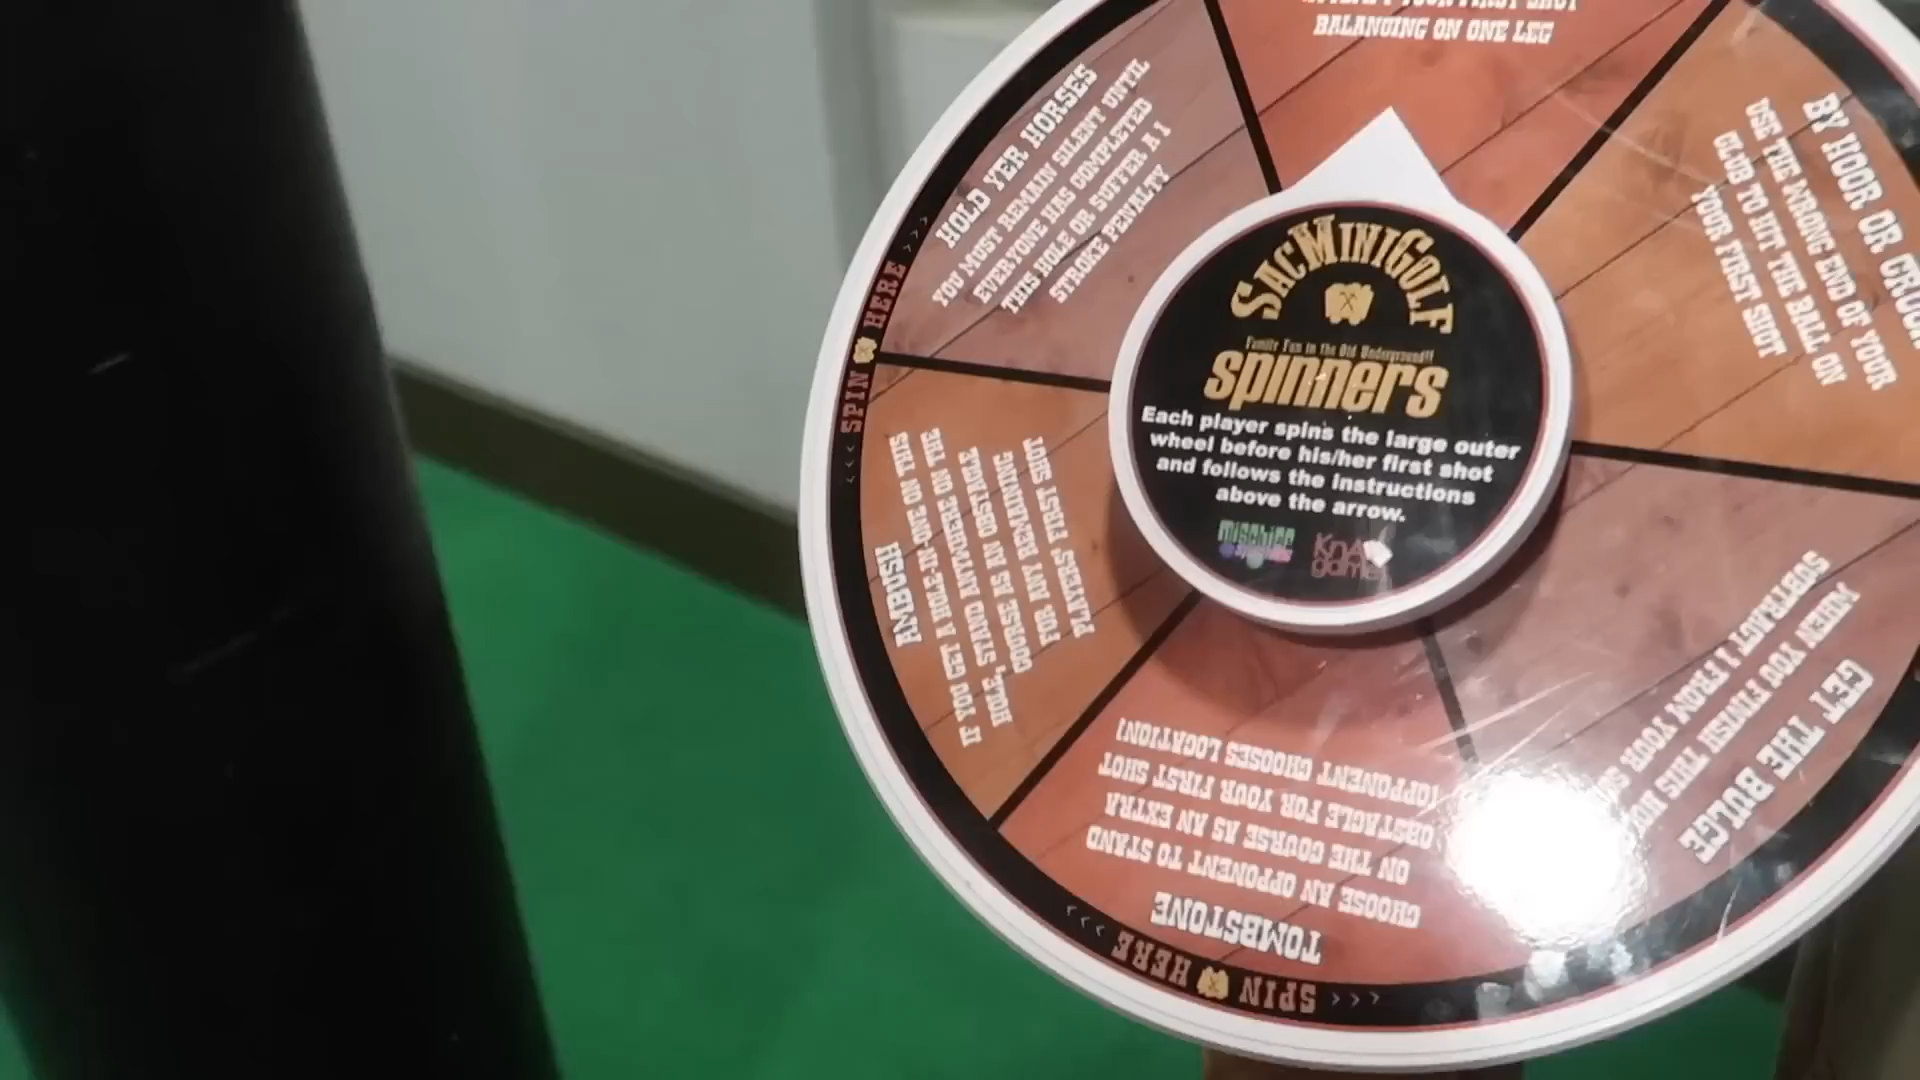 YOUR FIRST SHOT
BALANCING ON ONE LEG
BY HOOK OR
USE THE WRONG END OF YOUR
CLUB TO HIT THE BALL ON
YOUR FIRST SHOT
GET THE BULGE
WHEN YOU FINISH THIS
SUBTRACT 1 FROM YOUR
TOMBSTONE
CHOOSE AN OPPONENT TO STAND
ON THE COURSE AS AN EXTRA
OBSTACLE FOR YOUR FIRST SHOT
(OPPONENT CHOOSES LOCATION)
AMBUSH
IF YOU GET A HOLE-IN-ONE ON THIS
HOLE, STAND ANYWHERE ON THE
COURSE AS AN OBSTACLE
FOR ANY REMAINING
PLAYERS' FIRST SHOT
HOLD YER HORSES
YOU MUST REMAIN SILENT UNTIL
EVERYONE HAS COMPLETED
THIS HOLE OR SUFFER A 1
STROKE PENALTY
<<< SPIN HERE >>>
<<< SPIN HERE >>>
SACMINIGOLF
Family Fun in the Old Underground!!
spinners
Each player spins the large outer
wheel before his/her first shot
and follows the instructions
above the arrow.
mischief
KnA
game